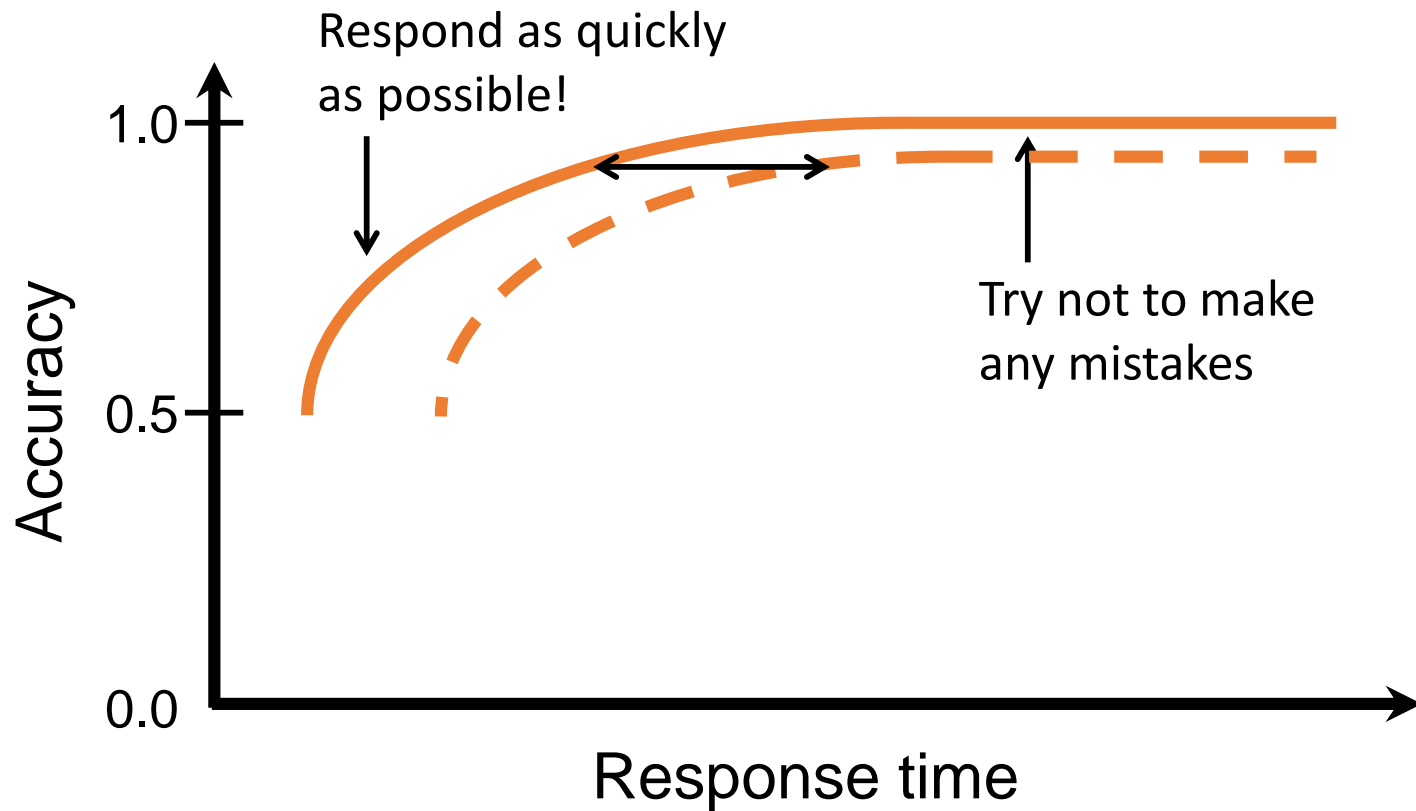 Respond as quickly
as possible!
1.0
Try not to make
any mistakes
0.5
0.0
Accuracy
Response time